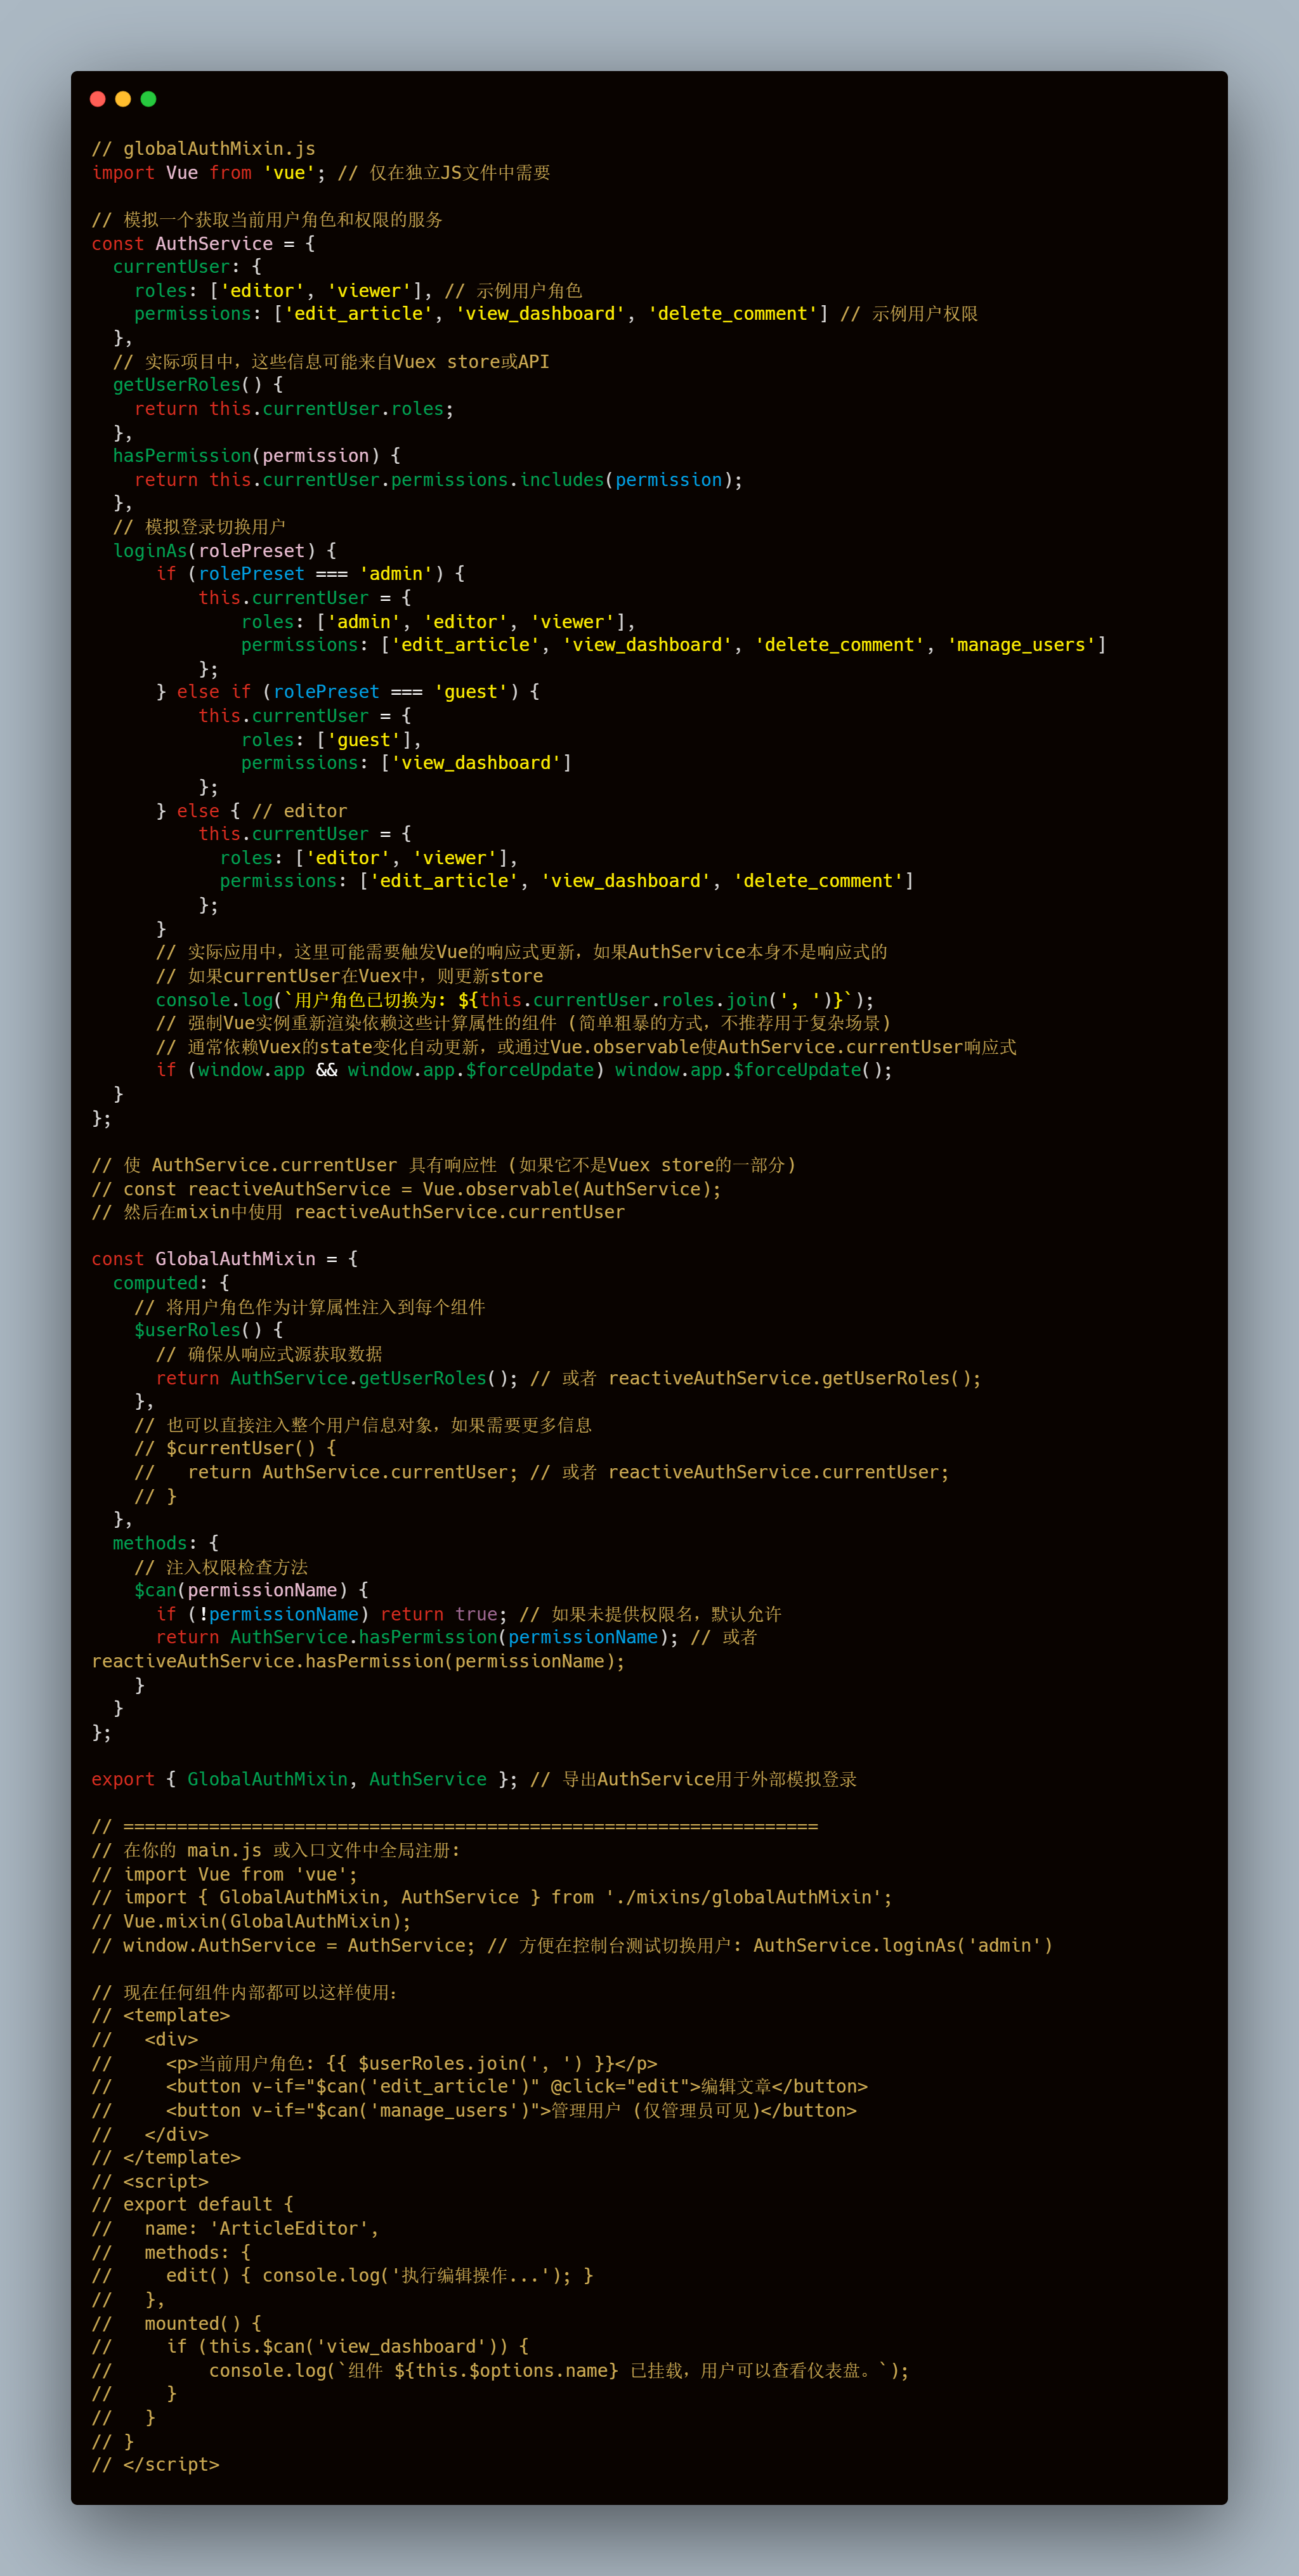 // globalAuthMixin.js
import Vue from 'vue'; // 仅在独立JS文件中需要

// 模拟一个获取当前用户角色和权限的服务
const AuthService = {
  currentUser: {
    roles: ['editor', 'viewer'], // 示例用户角色
    permissions: ['edit_article', 'view_dashboard', 'delete_comment'] // 示例用户权限
  },
  // 实际项目中，这些信息可能来自Vuex store或API
  getUserRoles() {
    return this.currentUser.roles;
  },
  hasPermission(permission) {
    return this.currentUser.permissions.includes(permission);
  },
  // 模拟登录切换用户
  loginAs(rolePreset) {
      if (rolePreset === 'admin') {
          this.currentUser = {
              roles: ['admin', 'editor', 'viewer'],
              permissions: ['edit_article', 'view_dashboard', 'delete_comment', 'manage_users']
          };
      } else if (rolePreset === 'guest') {
          this.currentUser = {
              roles: ['guest'],
              permissions: ['view_dashboard']
          };
      } else { // editor
          this.currentUser = {
            roles: ['editor', 'viewer'],
            permissions: ['edit_article', 'view_dashboard', 'delete_comment']
          };
      }
      // 实际应用中，这里可能需要触发Vue的响应式更新，如果AuthService本身不是响应式的
      // 如果currentUser在Vuex中，则更新store
      console.log(`用户角色已切换为: ${this.currentUser.roles.join(', ')}`);
      // 强制Vue实例重新渲染依赖这些计算属性的组件 (简单粗暴的方式，不推荐用于复杂场景)
      // 通常依赖Vuex的state变化自动更新，或通过Vue.observable使AuthService.currentUser响应式
      if (window.app && window.app.$forceUpdate) window.app.$forceUpdate();
  }
};

// 使 AuthService.currentUser 具有响应性 (如果它不是Vuex store的一部分)
// const reactiveAuthService = Vue.observable(AuthService);
// 然后在mixin中使用 reactiveAuthService.currentUser

const GlobalAuthMixin = {
  computed: {
    // 将用户角色作为计算属性注入到每个组件
    $userRoles() {
      // 确保从响应式源获取数据
      return AuthService.getUserRoles(); // 或者 reactiveAuthService.getUserRoles();
    },
    // 也可以直接注入整个用户信息对象，如果需要更多信息
    // $currentUser() {
    //   return AuthService.currentUser; // 或者 reactiveAuthService.currentUser;
    // }
  },
  methods: {
    // 注入权限检查方法
    $can(permissionName) {
      if (!permissionName) return true; // 如果未提供权限名，默认允许
      return AuthService.hasPermission(permissionName); // 或者
reactiveAuthService.hasPermission(permissionName);
    }
  }
};

export { GlobalAuthMixin, AuthService }; // 导出AuthService用于外部模拟登录

// =================================================================
// 在你的 main.js 或入口文件中全局注册:
// import Vue from 'vue';
// import { GlobalAuthMixin, AuthService } from './mixins/globalAuthMixin';
// Vue.mixin(GlobalAuthMixin);
// window.AuthService = AuthService; // 方便在控制台测试切换用户: AuthService.loginAs('admin')

// 现在任何组件内部都可以这样使用:
// <template>
//   <div>
//     <p>当前用户角色: {{ $userRoles.join(', ') }}</p>
//     <button v-if="$can('edit_article')" @click="edit">编辑文章</button>
//     <button v-if="$can('manage_users')">管理用户 (仅管理员可见)</button>
//   </div>
// </template>
// <script>
// export default {
//   name: 'ArticleEditor',
//   methods: {
//     edit() { console.log('执行编辑操作...'); }
//   },
//   mounted() {
//     if (this.$can('view_dashboard')) {
//         console.log(`组件 ${this.$options.name} 已挂载，用户可以查看仪表盘。`);
//     }
//   }
// }
// </script>